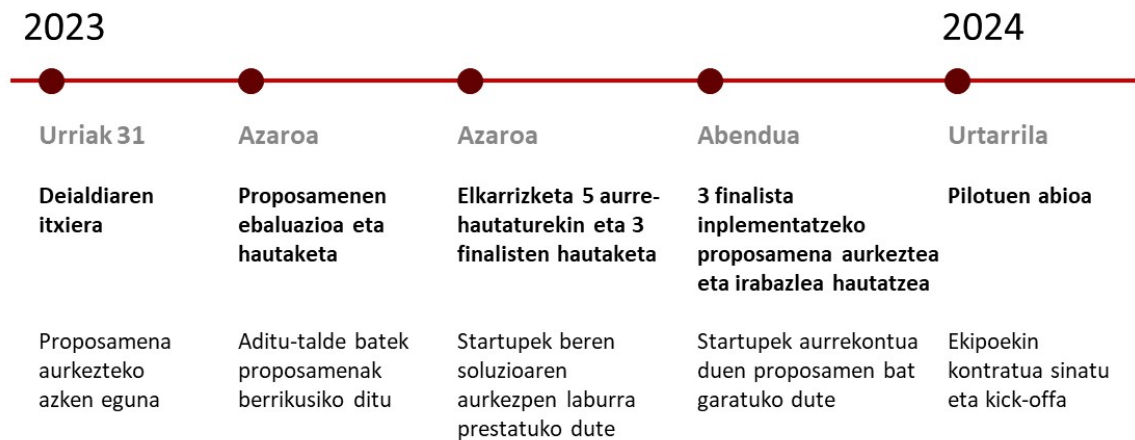 2023
2024
Urriak 31
Deialdiaren
itxiera
Proposamena
aurkezteko
azken eguna
Azaroa
Proposamenen
ebaluazioa eta
hautaketa
Aditu-talde batek
proposamenak
berrikusiko ditu
Azaroa
Elkarrizketa 5 aurre-
hautaturekin eta 3
finalisten hautaketa
Startupek beren
soluzioaren
aurkezpen laburra
prestatuko dute
Abendua
3 finalista
inplementatzeko
proposamena aurkeztea
eta irabazlea hautatzea
Startupek aurrekontua
duen proposamen bat
garatuko dute
Urtarrila
Pilotuen abioa
Ekipoekin
kontratua sinatu
eta kick-offa